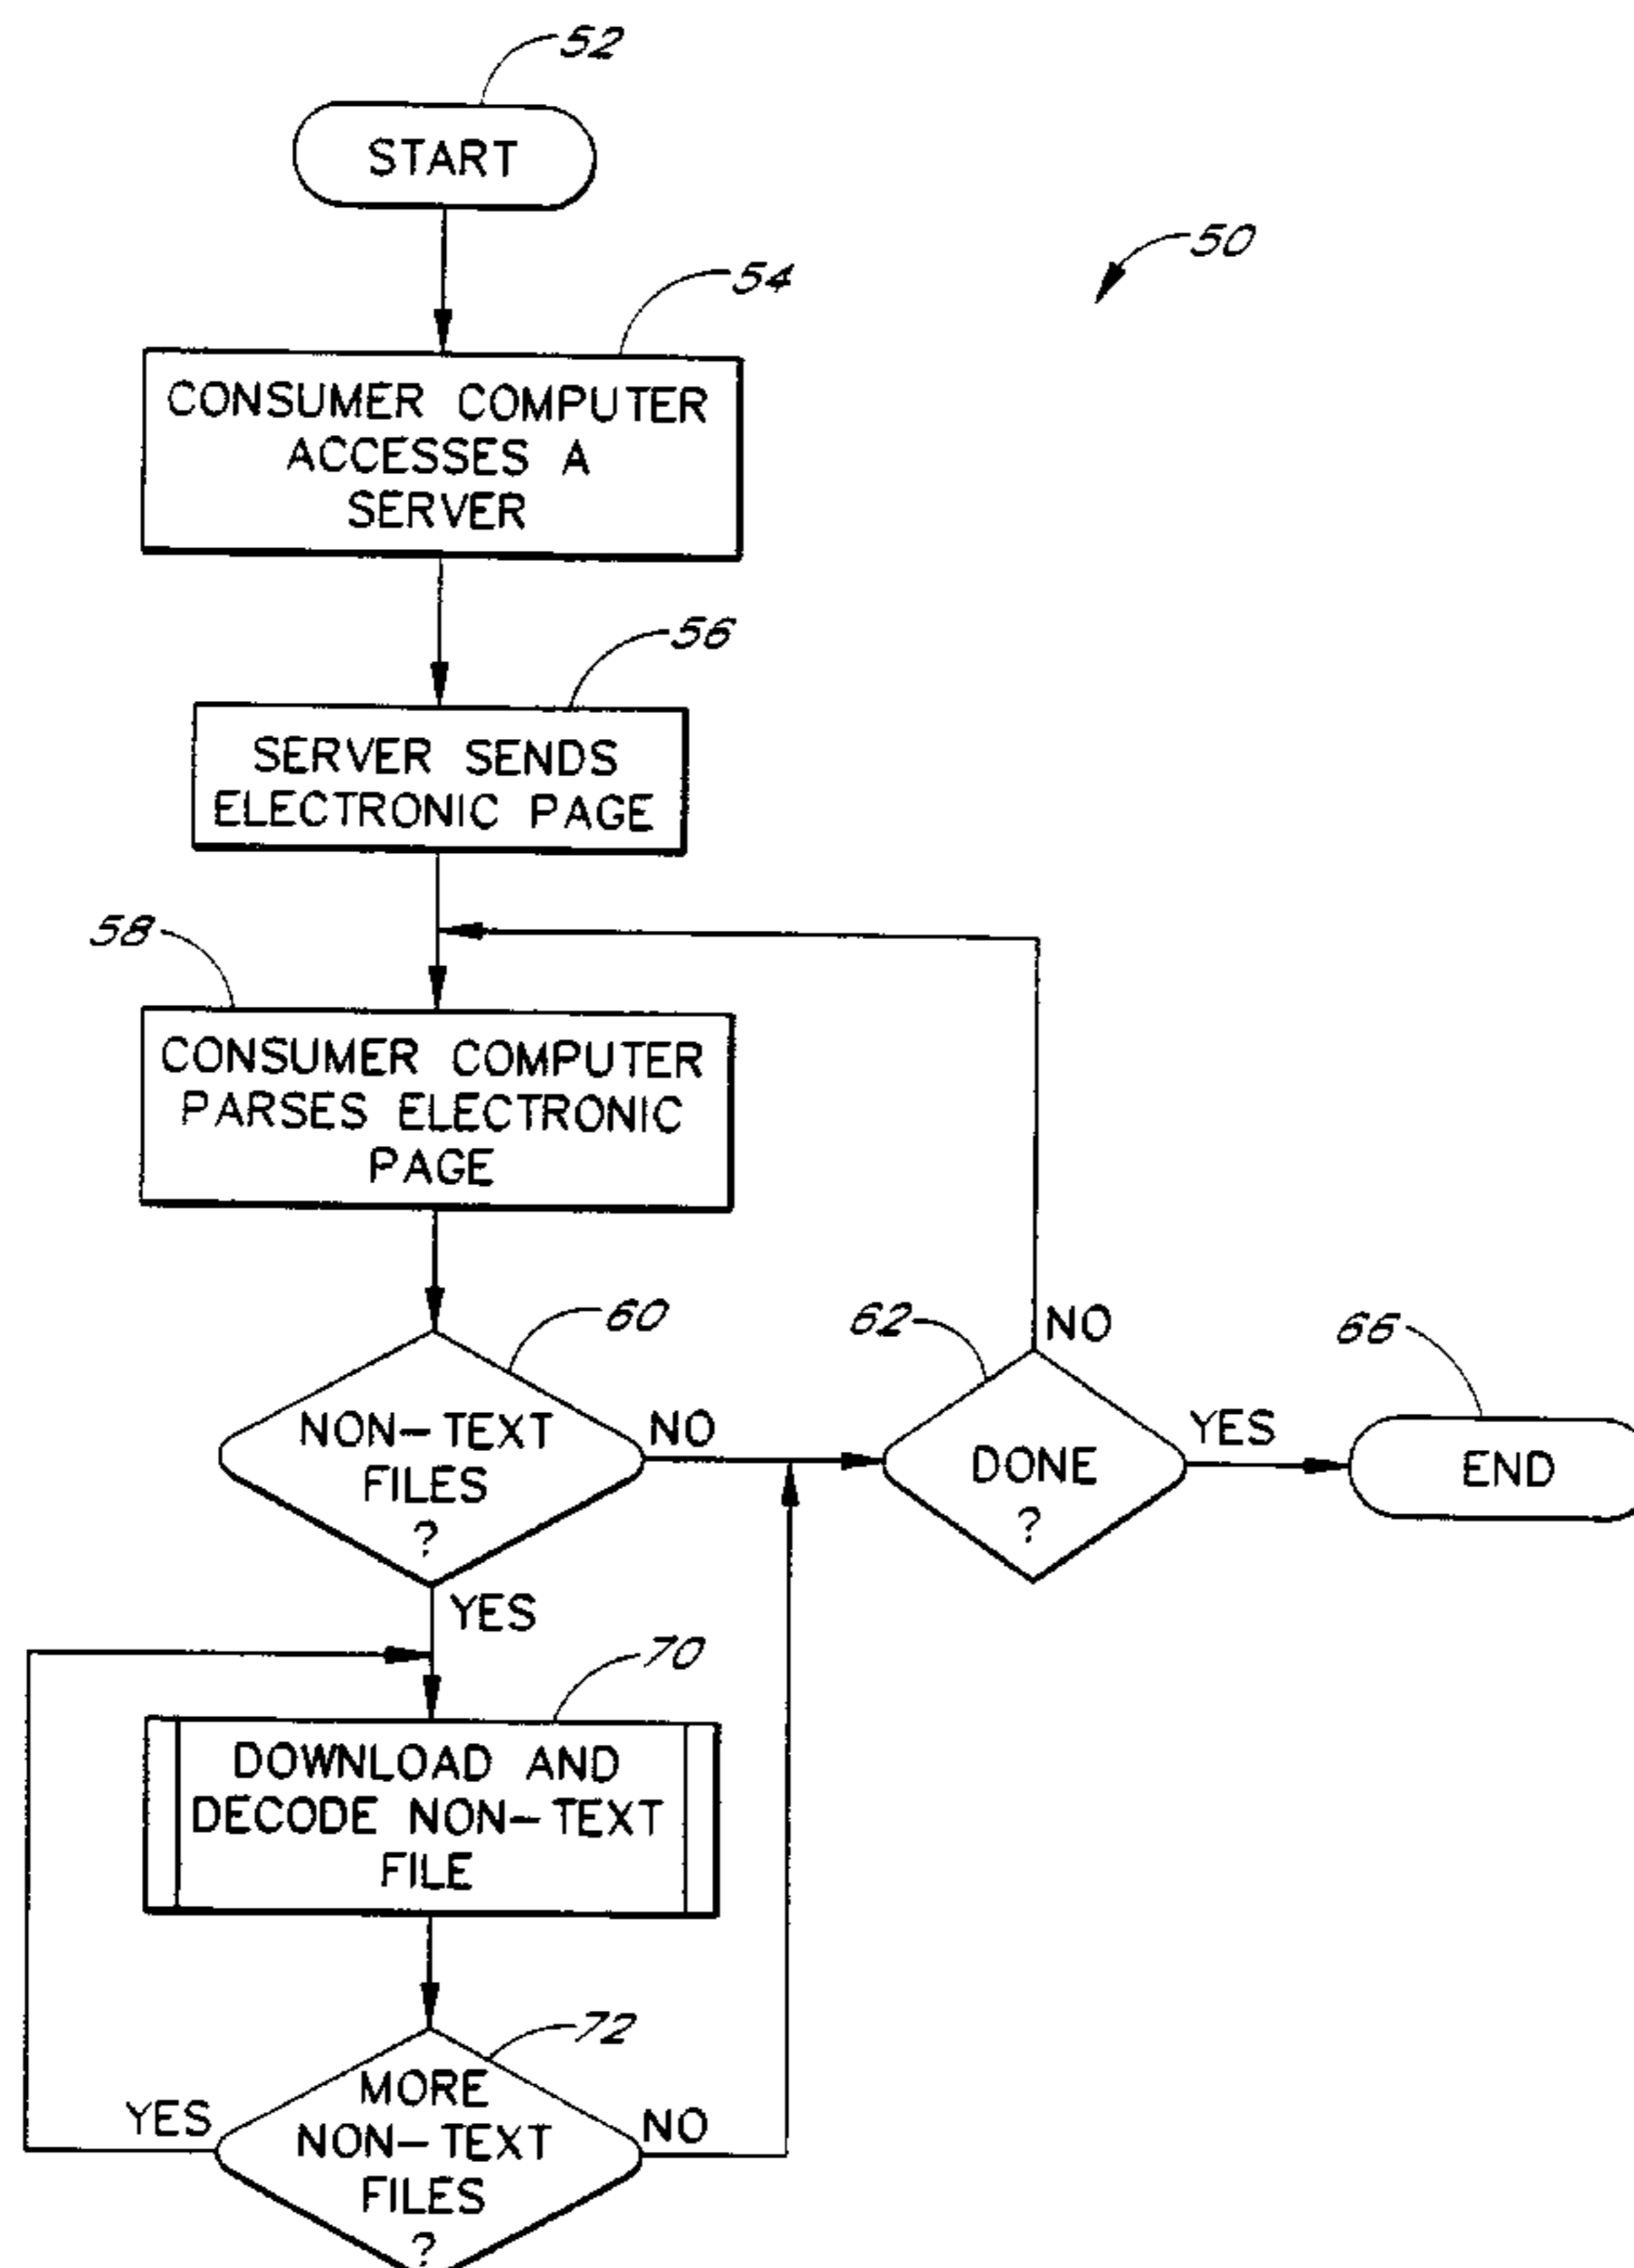 52
START
50
54
CONSUMER COMPUTER
ACCESSES A
SERVER
56
SERVER SENDS
ELECTRONIC PAGE
58
CONSUMER COMPUTER
PARSES ELECTRONIC
PAGE
60
NON-TEXT
FILES
?
NO
YES
62
DONE
?
NO
YES
66
END
70
DOWNLOAD AND
DECODE NON-TEXT
FILE
72
MORE
NON-TEXT
FILES
?
YES
NO